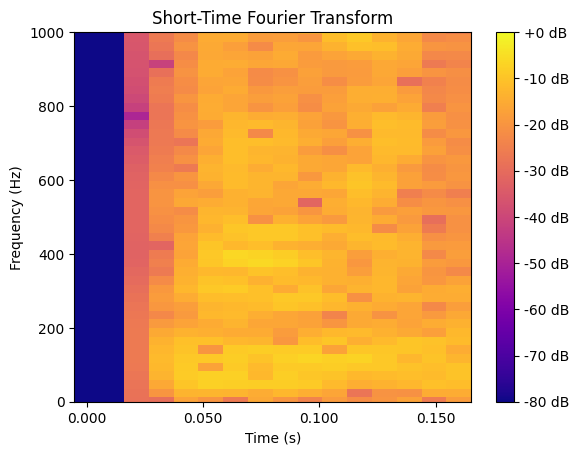 Short-Time Fourier Transform
1000
800
600
400
200
0
Frequency (Hz)
0.000
0.050
0.100
0.150
Time (s)
+0 dB
-10 dB
-20 dB
-30 dB
-40 dB
-50 dB
-60 dB
-70 dB
-80 dB